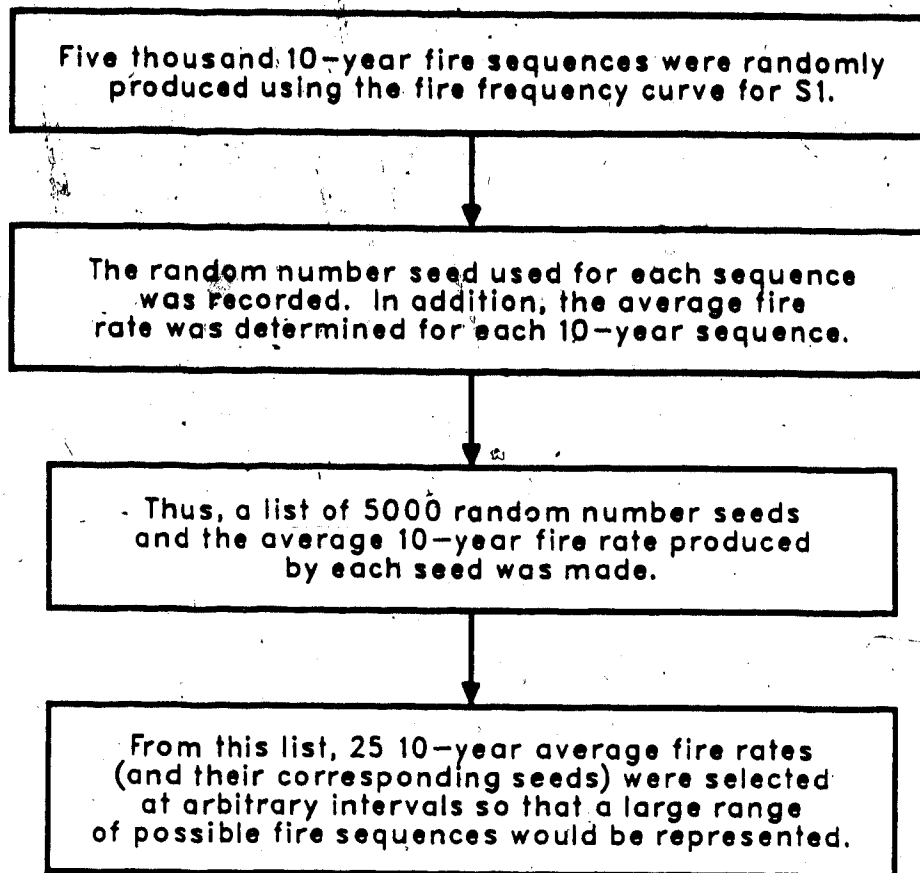 Five thousand 10-year fire sequences were randomly
produced using the fire frequency curve for S1.
The random number seed used for each sequence
was recorded. In addition, the average fire
rate was determined for each 10-year sequence.
Thus, a list of 5000 random number seeds
and the average 10-year fire rate produced
by each seed was made.
From this list, 25 10-year average fire rates
(and their corresponding seeds) were selected
at arbitrary intervals so that a large range
of possible fire sequences would be represented.